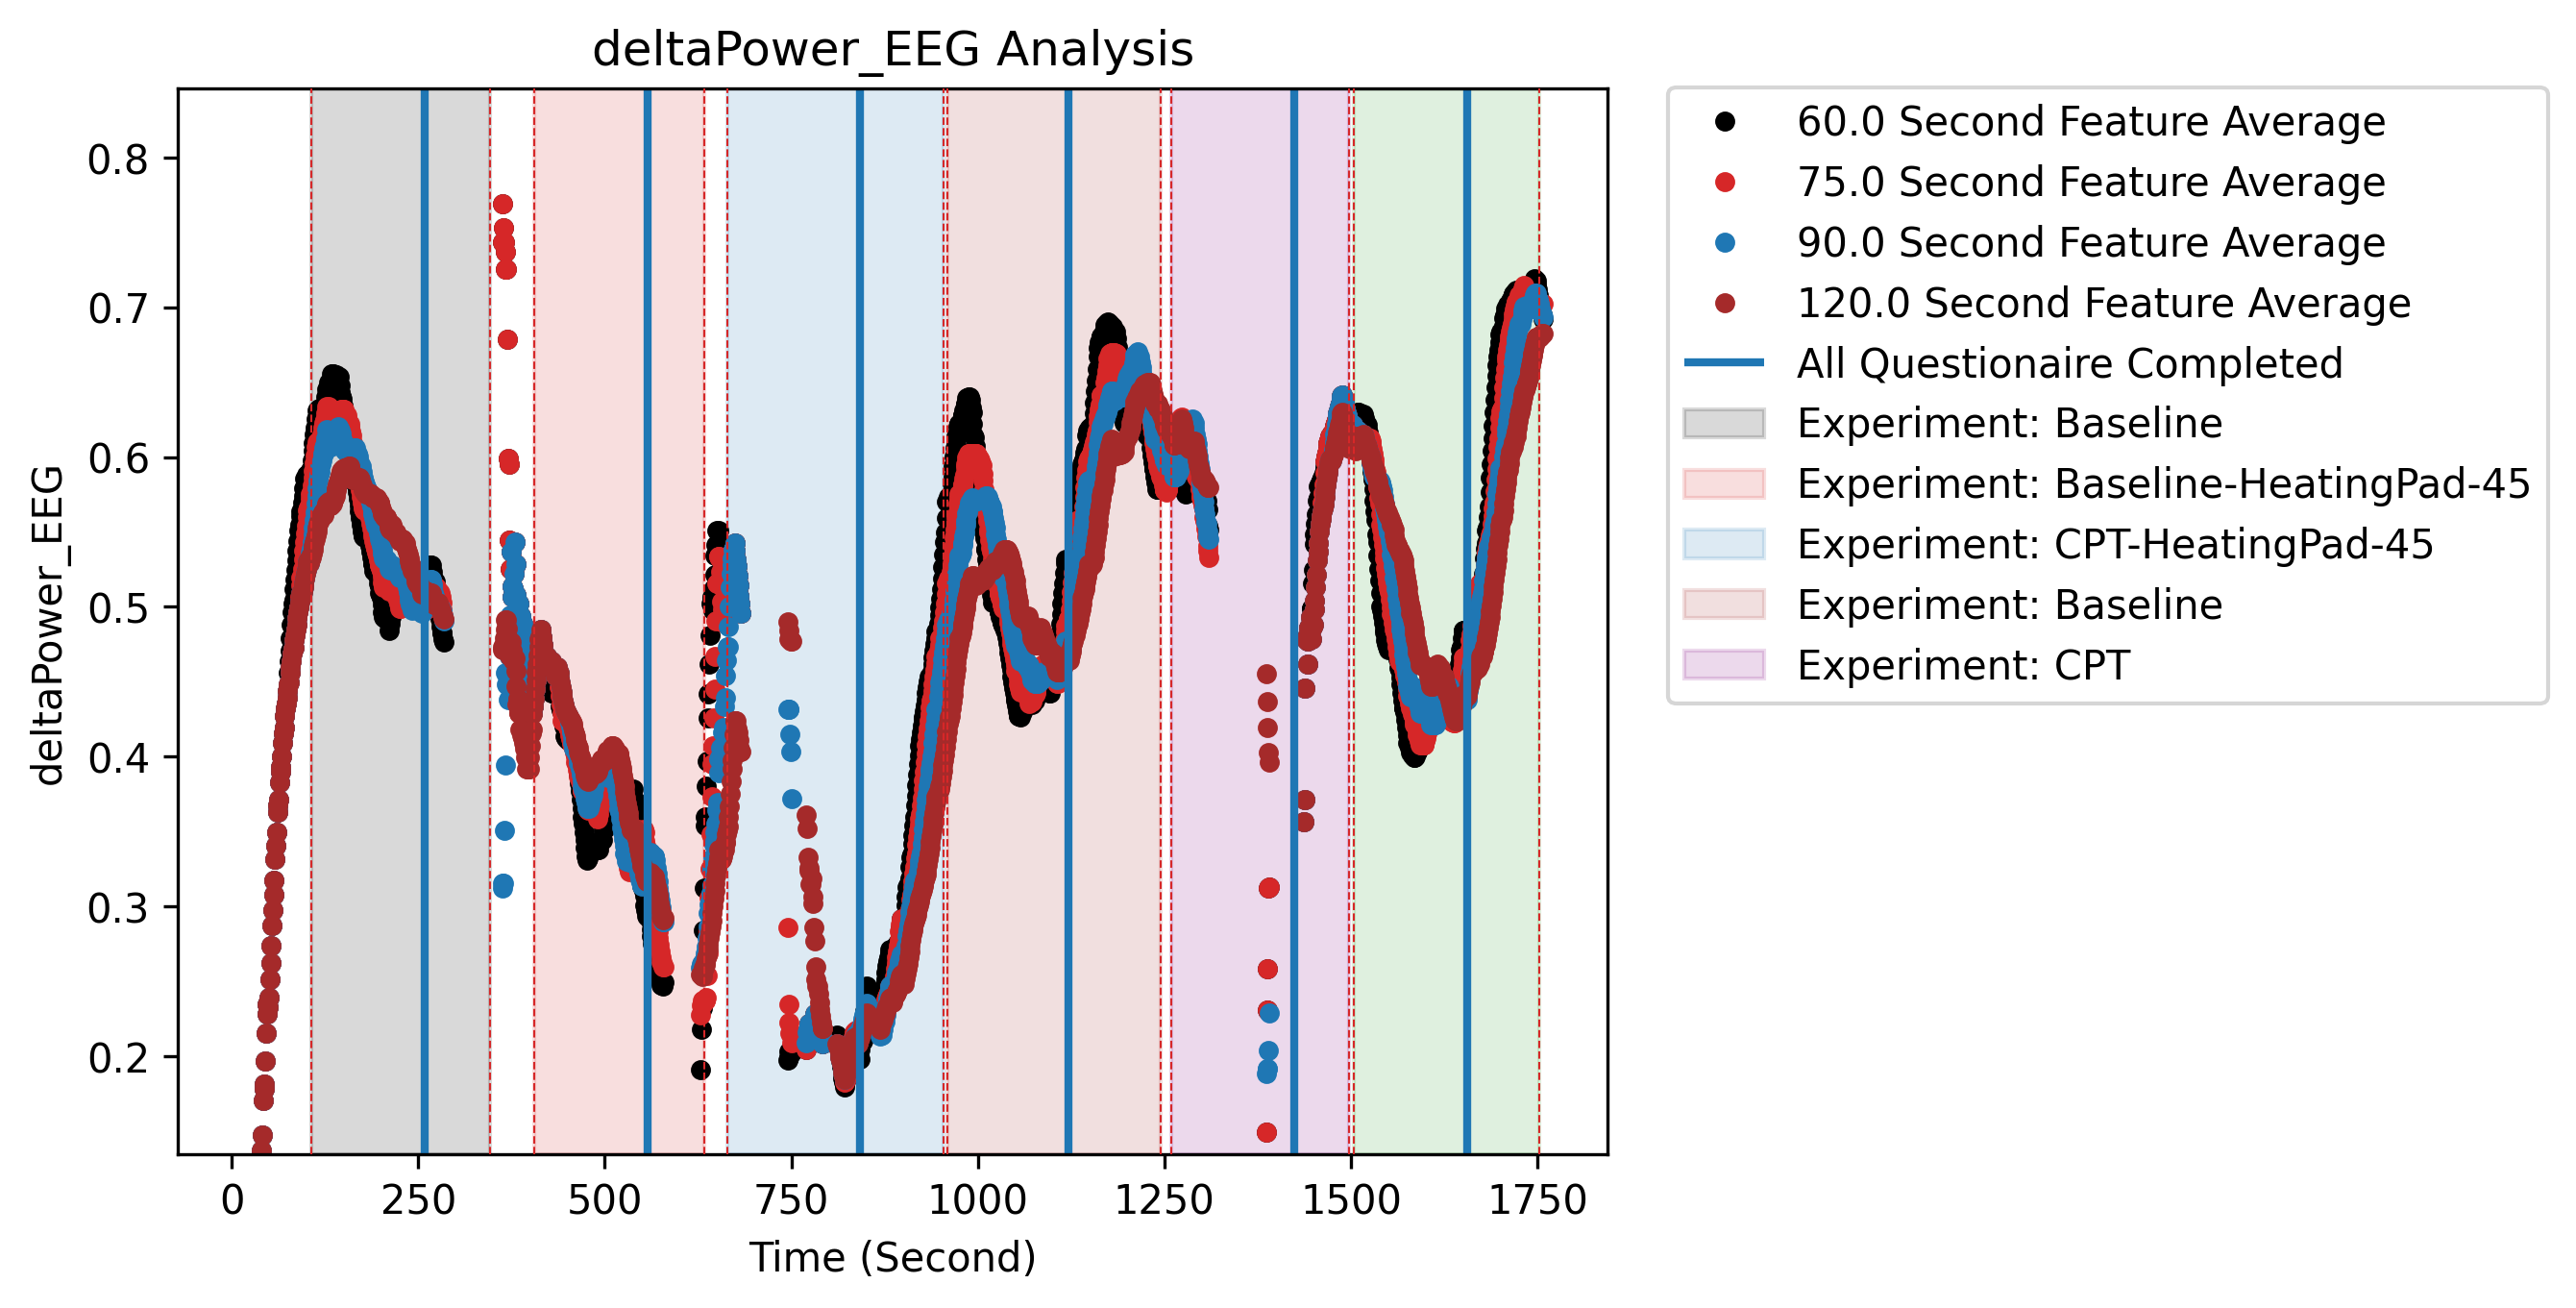 deltaPower_EEG Analysis
deltaPower_EEG
0.8
0.7
0.6
0.5
0.4
0.3
0.2
0
250
500
750
1000
1250
1500
1750
Time (Second)
60.0 Second Feature Average
75.0 Second Feature Average
90.0 Second Feature Average
120.0 Second Feature Average
All Questionaire Completed
Experiment: Baseline
Experiment: Baseline-HeatingPad-45
Experiment: CPT-HeatingPad-45
Experiment: Baseline
Experiment: CPT